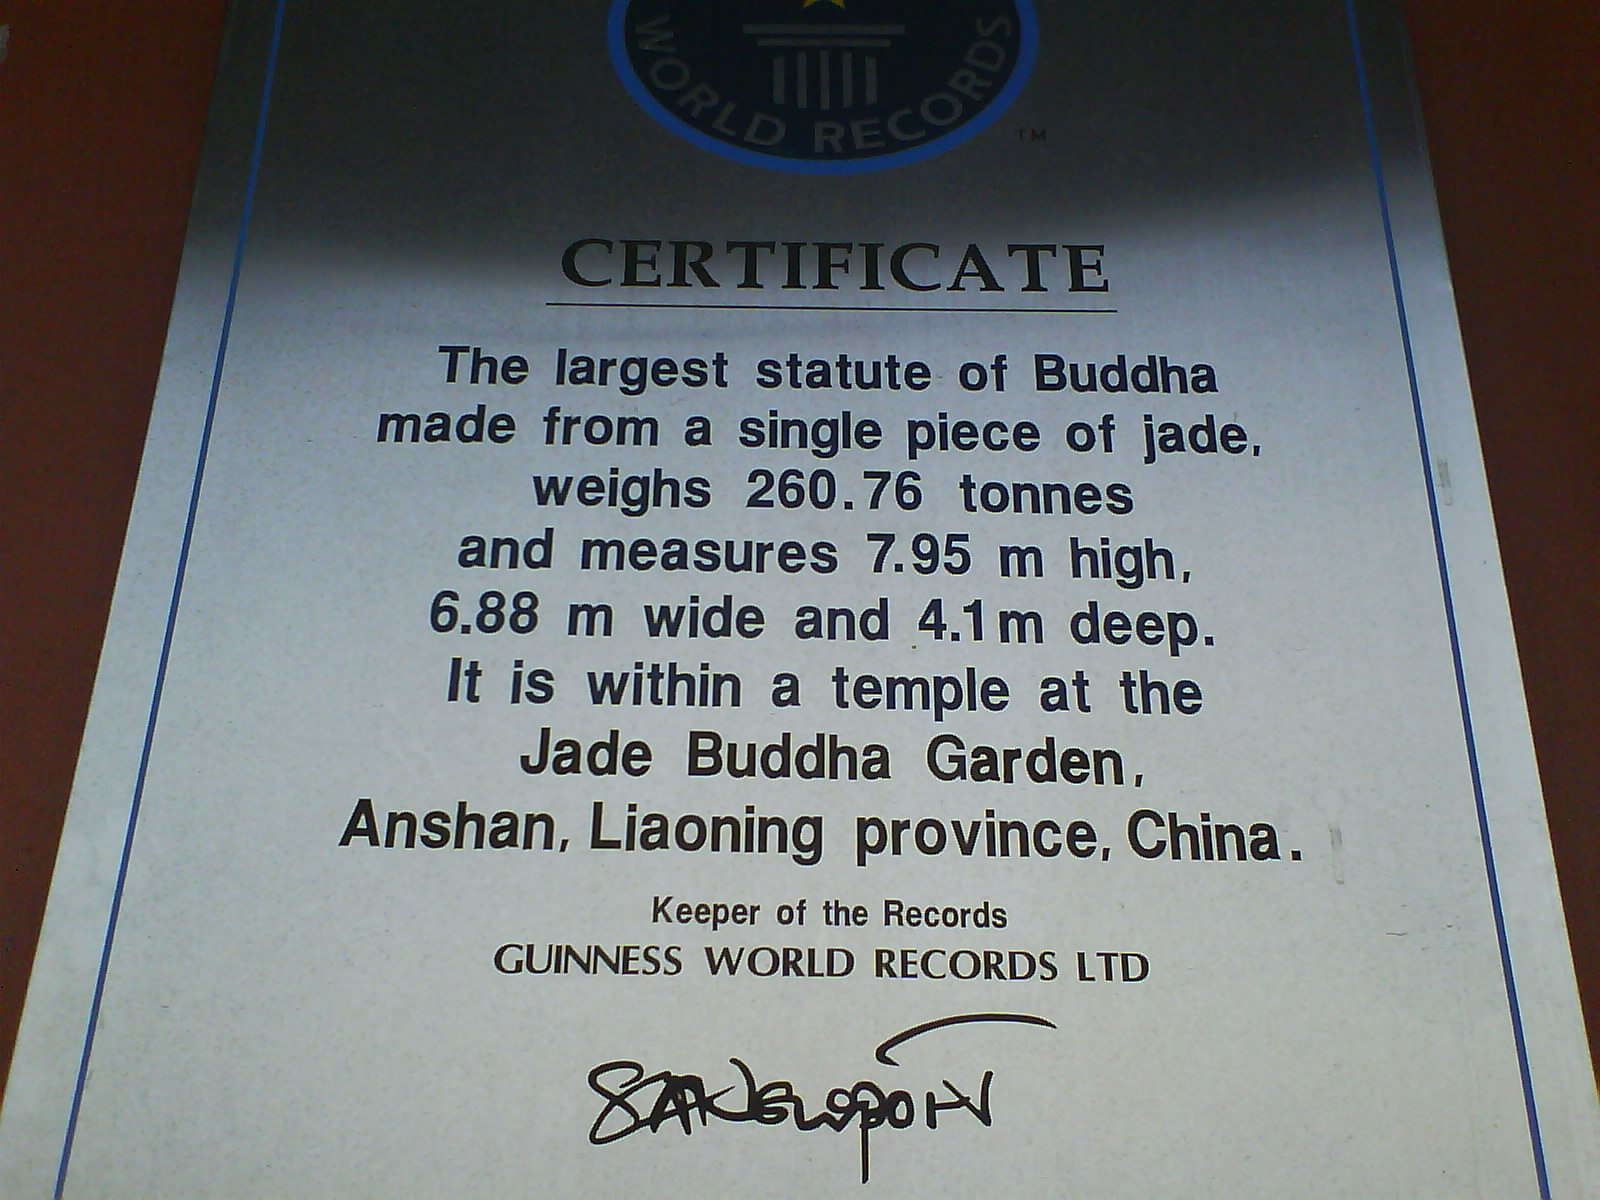 WORLD RECORDS
TM
CERTIFICATE
The largest statute of Buddha
made from a single piece of jade,
weighs 260.76 tonnes
and measures 7.95 m high,
6.88 m wide and 4.1m deep.
It is within a temple at the
Jade Buddha Garden,
Anshan, Liaoning province, China.
Keeper of the Records
GUINNESS WORLD RECORDS LTD